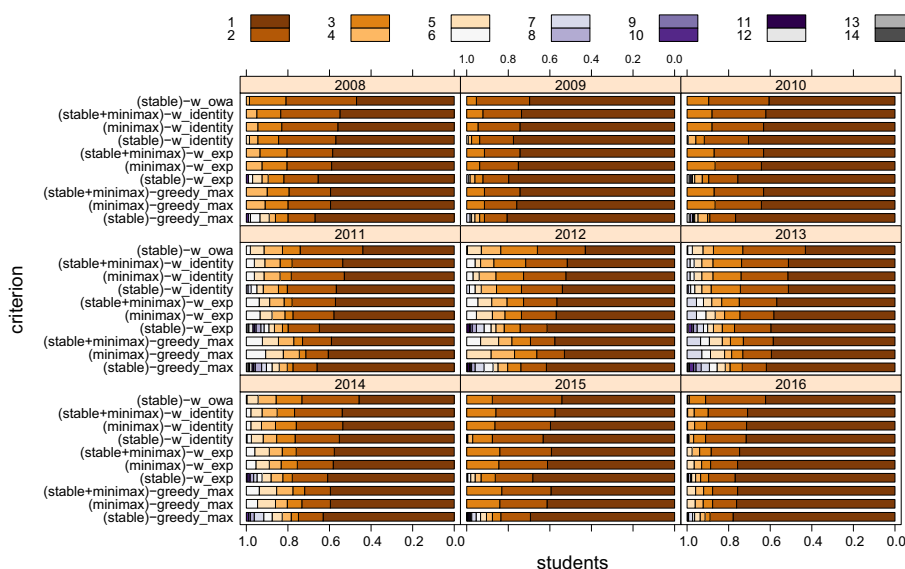 1 3 5 7 9 11 13
2 4 6 8 10 12 14
1.0 0.8 0.6 0.4 0.2 0.0
2008 2009 2010
(stable)−w_owa
(stable+minimax)−w_identity
(minimax)−w_identity
(stable)−w_identity
(stable+minimax)−w_exp
(minimax)−w_exp
(stable)−w_exp
(stable+minimax)−greedy_max
(minimax)−greedy_max
(stable)−greedy_max
2011 2012 2013
(stable)−w_owa
(stable+minimax)−w_identity
(minimax)−w_identity
(stable)−w_identity
(stable+minimax)−w_exp
(minimax)−w_exp
(stable)−w_exp
(stable+minimax)−greedy_max
(minimax)−greedy_max
(stable)−greedy_max
criterion
2014 2015 2016
(stable)−w_owa
(stable+minimax)−w_identity
(minimax)−w_identity
(stable)−w_identity
(stable+minimax)−w_exp
(minimax)−w_exp
(stable)−w_exp
(stable+minimax)−greedy_max
(minimax)−greedy_max
(stable)−greedy_max
1.0 0.8 0.6 0.4 0.2 0.0 1.0 0.8 0.6 0.4 0.2 0.0
students